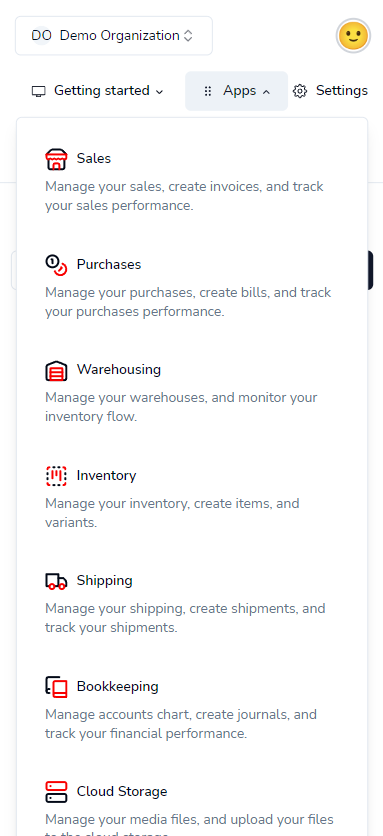 DO Demo Organization
Getting started
Apps
Settings
Sales
Manage your sales, create invoices, and track
your sales performance.
Purchases
Manage your purchases, create bills, and track
your purchases performance.
Warehousing
Manage your warehouses, and monitor your
inventory flow.
Inventory
Manage your inventory, create items, and
variants.
Shipping
Manage your shipping, create shipments, and
track your shipments.
Bookkeeping
Manage accounts chart, create journals, and
track your financial performance.
Cloud Storage
Manage your media files, and upload your files
to the cloud storage.